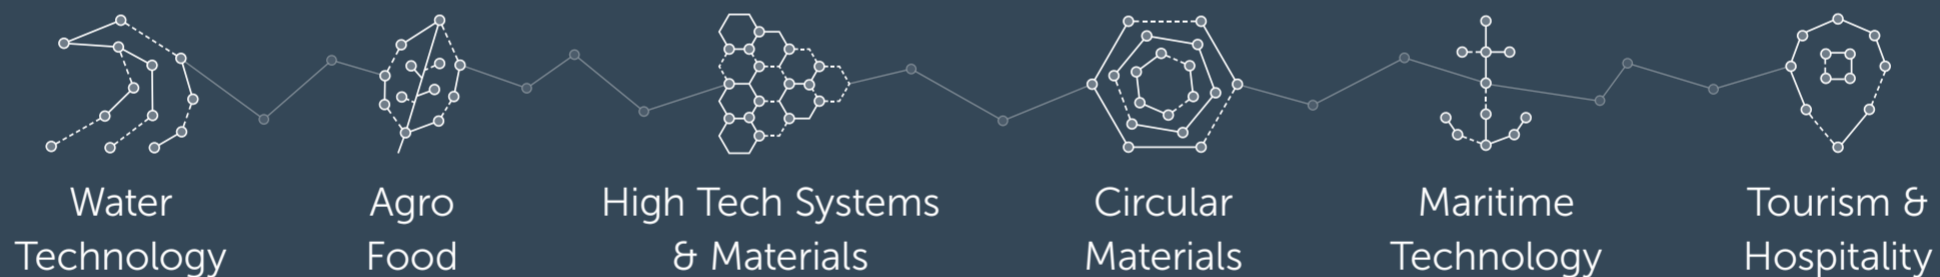 Water
Technology
Agro
Food
High Tech Systems
& Materials
Circular
Materials
Maritime
Technology
Tourism &
Hospitality